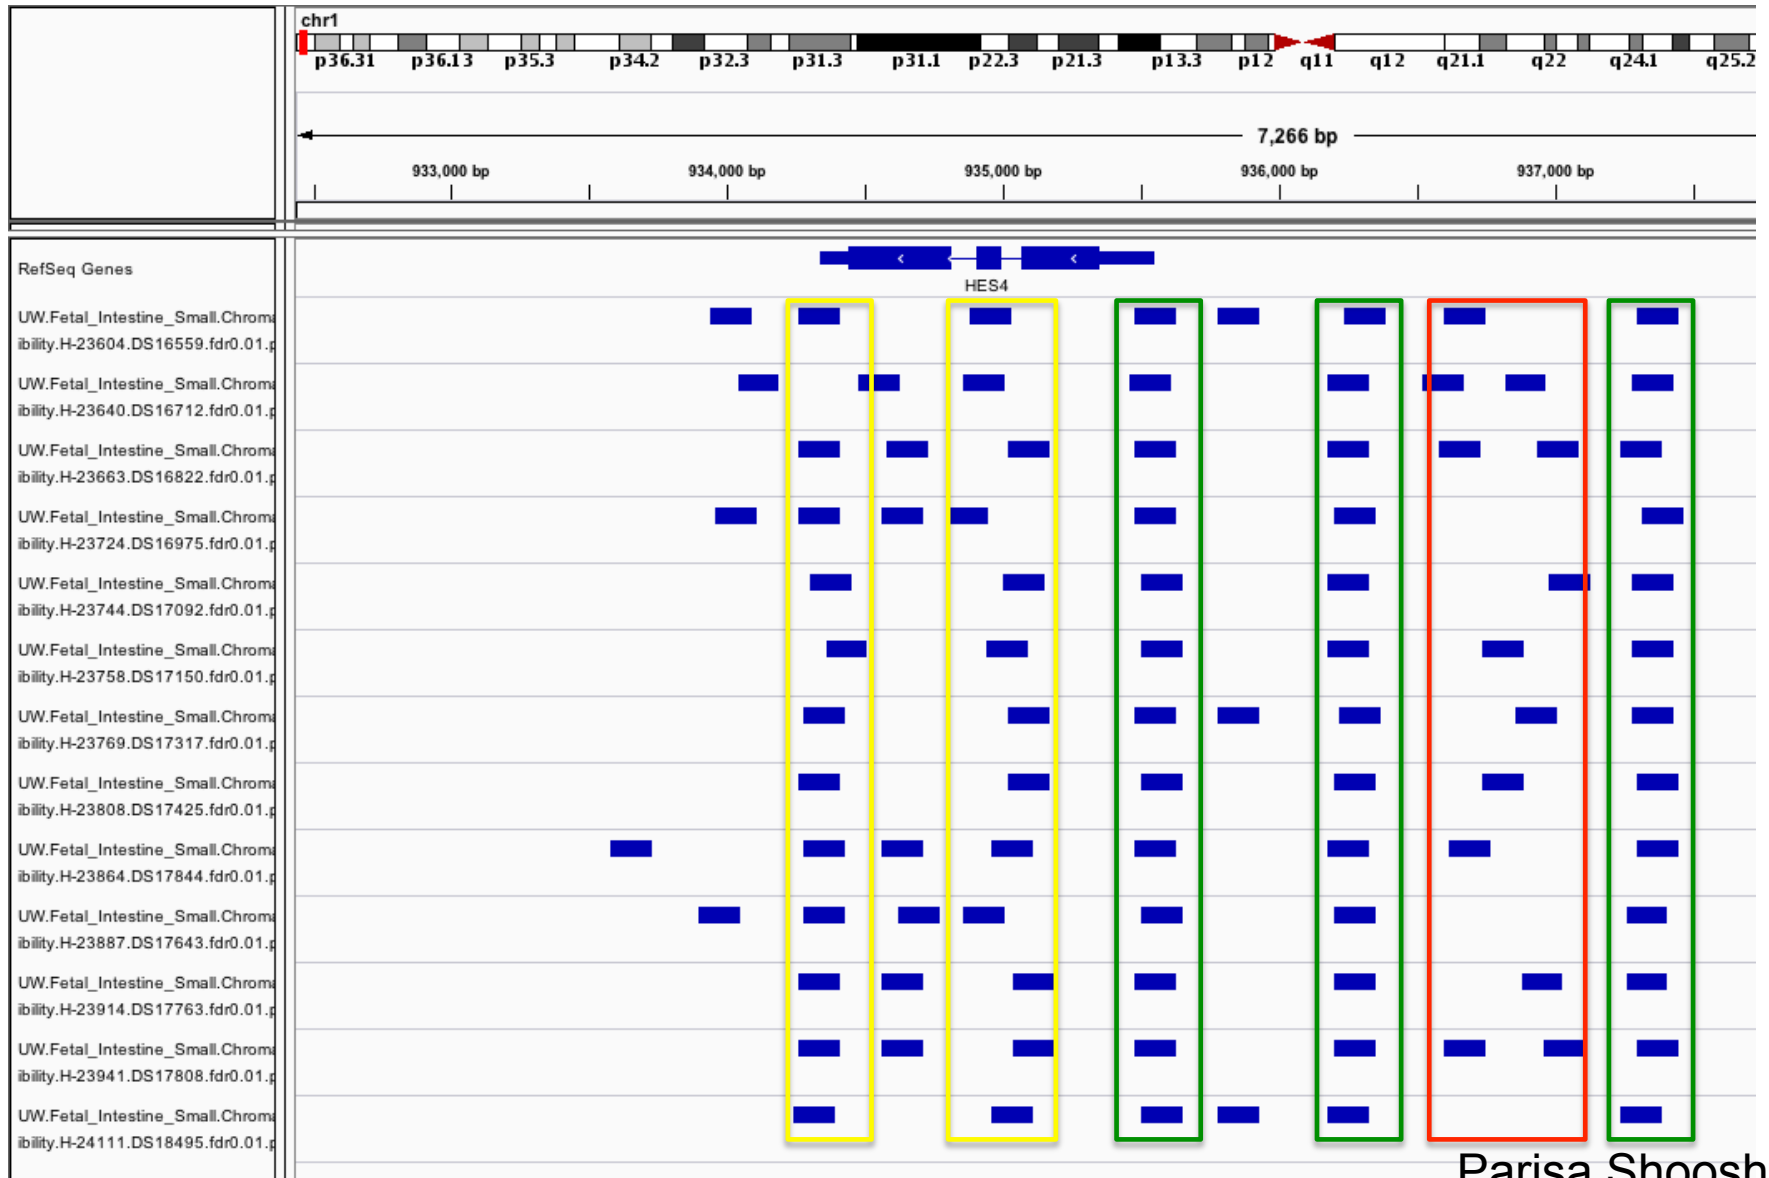 chr1
p36.31 p36.13 p35.3 p34.2 p32.3 p31.3 p31.1 p22.3 p21.3 p13.3 p12 q11 q12 q21.1 q22 q24.1 q25.2
7,266 bp
933,000 bp 934,000 bp 935,000 bp 936,000 bp 937,000 bp
RefSeq Genes
HES4
UW.Fetal_Intestine_Small.Chroma
ibility.H-23604.DS16559.fdr0.01.p
UW.Fetal_Intestine_Small.Chroma
ibility.H-23640.DS16712.fdr0.01.p
UW.Fetal_Intestine_Small.Chroma
ibility.H-23663.DS16822.fdr0.01.p
UW.Fetal_Intestine_Small.Chroma
ibility.H-23724.DS16975.fdr0.01.p
UW.Fetal_Intestine_Small.Chroma
ibility.H-23744.DS17092.fdr0.01.p
UW.Fetal_Intestine_Small.Chroma
ibility.H-23758.DS17150.fdr0.01.p
UW.Fetal_Intestine_Small.Chroma
ibility.H-23769.DS17317.fdr0.01.p
UW.Fetal_Intestine_Small.Chroma
ibility.H-23808.DS17425.fdr0.01.p
UW.Fetal_Intestine_Small.Chroma
ibility.H-23864.DS17844.fdr0.01.p
UW.Fetal_Intestine_Small.Chroma
ibility.H-23887.DS17643.fdr0.01.p
UW.Fetal_Intestine_Small.Chroma
ibility.H-23914.DS17763.fdr0.01.p
UW.Fetal_Intestine_Small.Chroma
ibility.H-23941.DS17808.fdr0.01.p
UW.Fetal_Intestine_Small.Chroma
ibility.H-24111.DS18495.fdr0.01.p
Parisa Shoosh